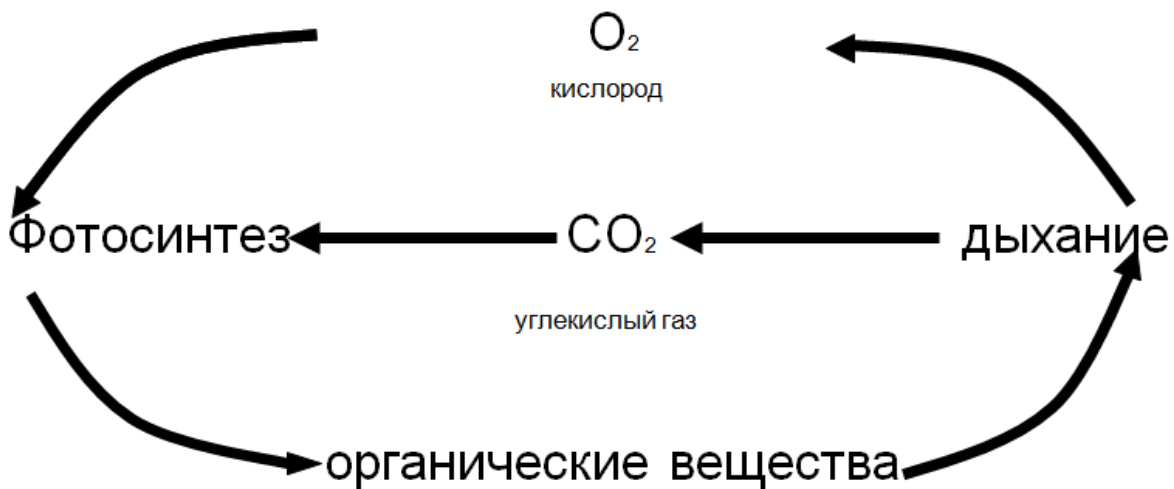 O₂
кислород
Фотосинтез CO₂ дыхание
углекислый газ
органические вещества